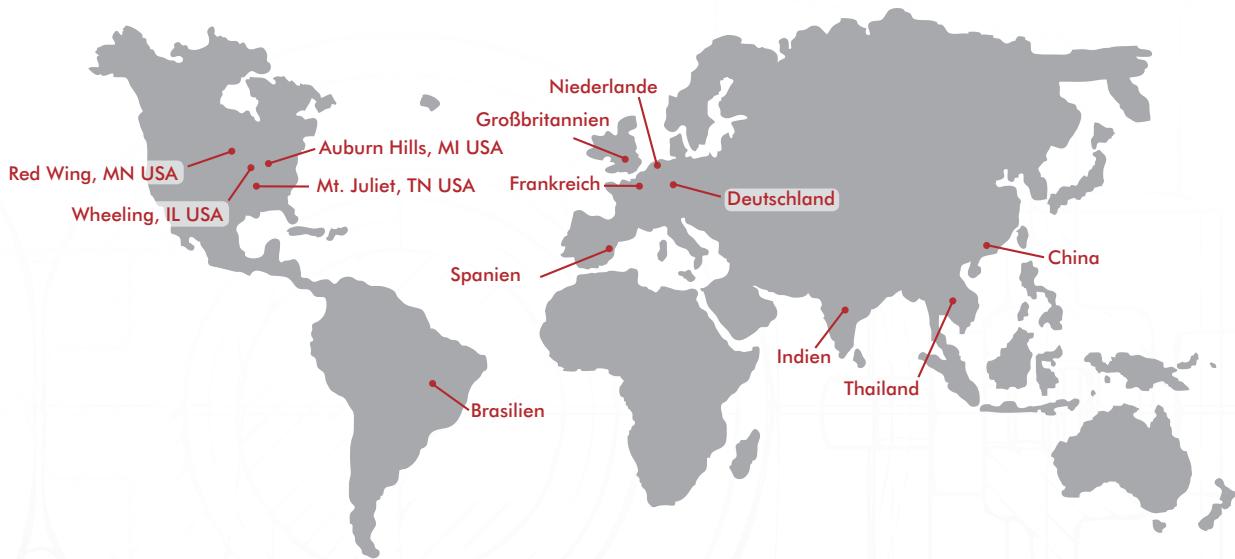 Niederlande
Großbritannien
Auburn Hills, MI USA
Red Wing, MN USA
Mt. Juliet, TN USA
Frankreich
Deutschland
Wheeling, IL USA
China
Spanien
Indien
Thailand
Brasilien